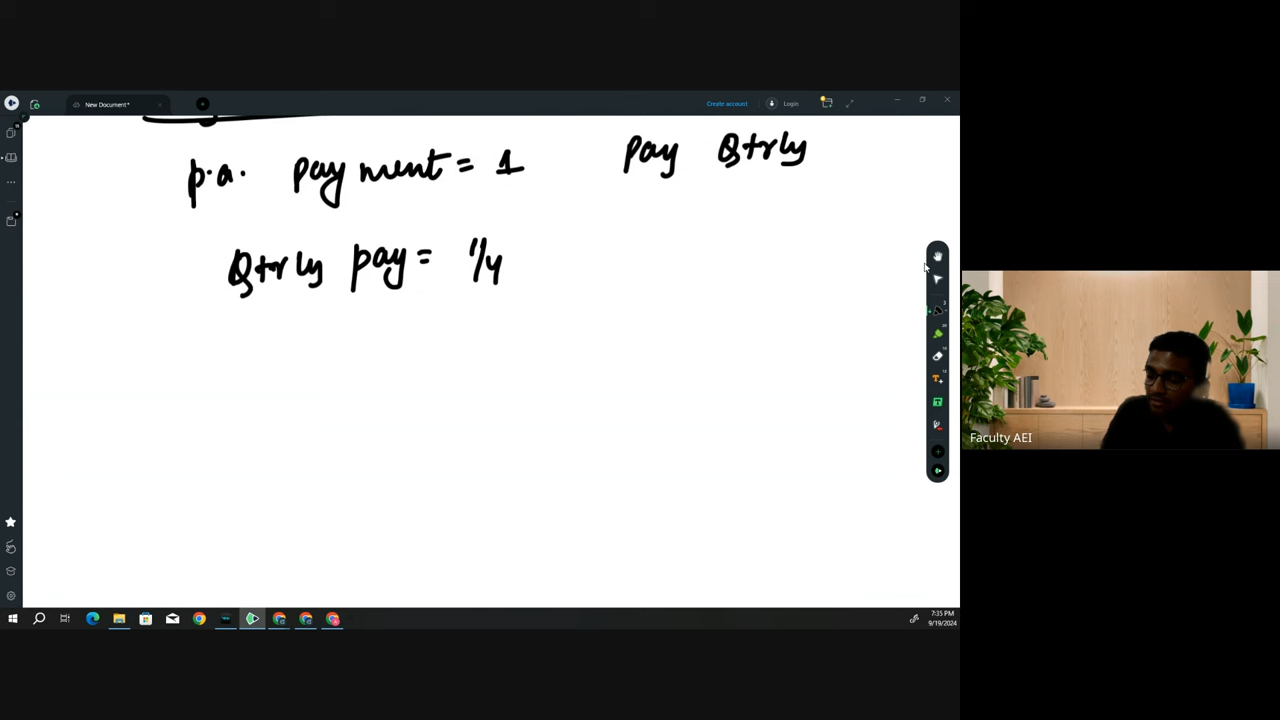 New Document*
Create account
Login
p.a. payment = 1 pay Qtrly
Qtrly pay = 1/4
Faculty AEI
7:35 PM
9/19/2024